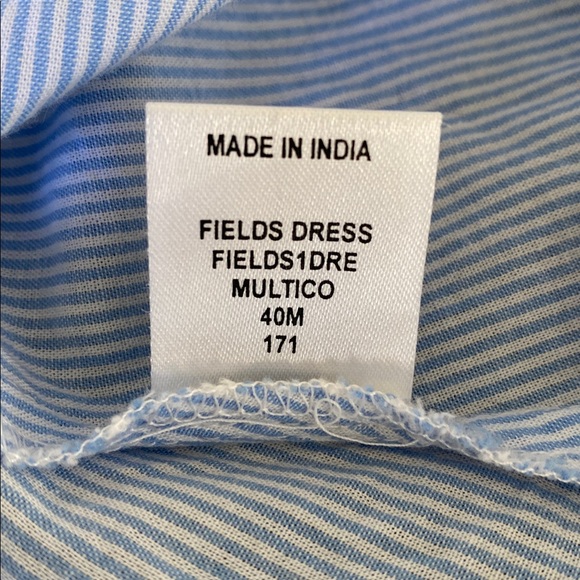 MADE IN INDIA
FIELDS DRESS
FIELDS1DRE
MULTICO
40M
171